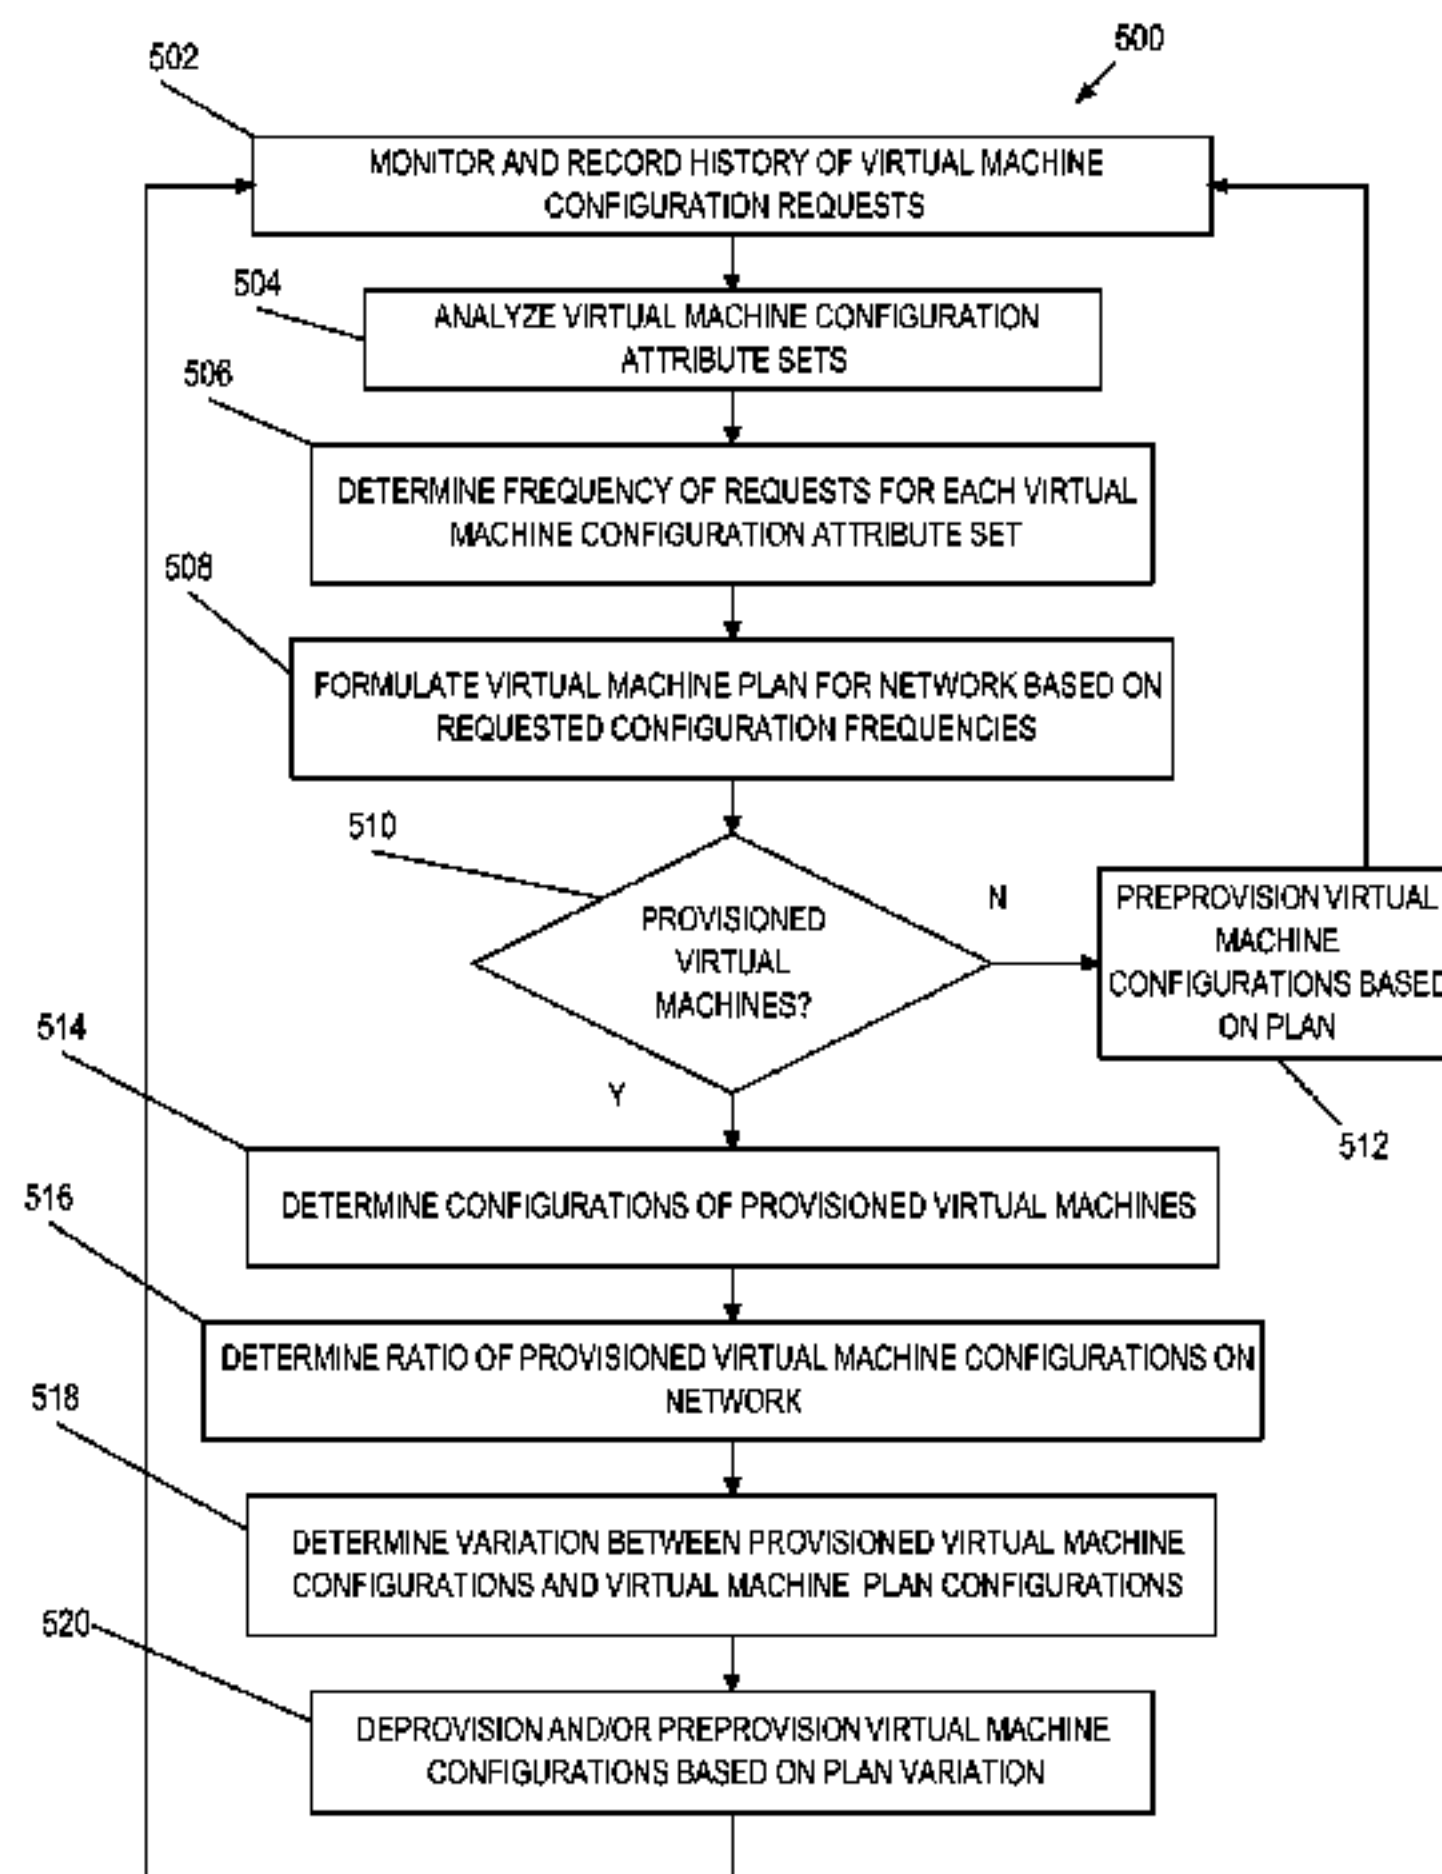 500
502
MONITOR AND RECORD HISTORY OF VIRTUAL MACHINE
CONFIGURATION REQUESTS
504
ANALYZE VIRTUAL MACHINE CONFIGURATION
ATTRIBUTE SETS
506
DETERMINE FREQUENCY OF REQUESTS FOR EACH VIRTUAL
MACHINE CONFIGURATION ATTRIBUTE SET
508
FORMULATE VIRTUAL MACHINE PLAN FOR NETWORK BASED ON
REQUESTED CONFIGURATION FREQUENCIES
510
PROVISIONED
VIRTUAL
MACHINES?
N
PREPROVISION VIRTUAL
MACHINE
CONFIGURATIONS BASED
ON PLAN
512
Y
514
DETERMINE CONFIGURATIONS OF PROVISIONED VIRTUAL MACHINES
516
DETERMINE RATIO OF PROVISIONED VIRTUAL MACHINE CONFIGURATIONS ON
NETWORK
518
DETERMINE VARIATION BETWEEN PROVISIONED VIRTUAL MACHINE
CONFIGURATIONS AND VIRTUAL MACHINE PLAN CONFIGURATIONS
520
DEPROVISION AND/OR PREPROVISION VIRTUAL MACHINE
CONFIGURATIONS BASED ON PLAN VARIATION